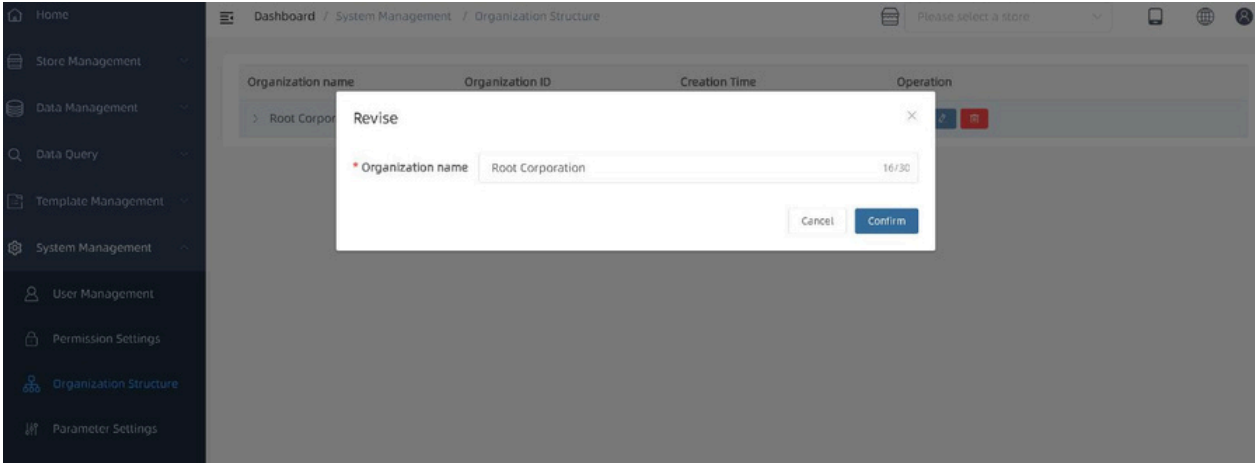 Home
Dashboard / System Management / Organization Structure
Please select a store
Store Management
Organization name Organization ID Creation Time Operation
Data Management
Root Corpor
Revise
Data Query
* Organization name Root Corporation 16/30
Template Management
Cancel Confirm
System Management
User Management
Permission Settings
Organization Structure
Parameter Settings